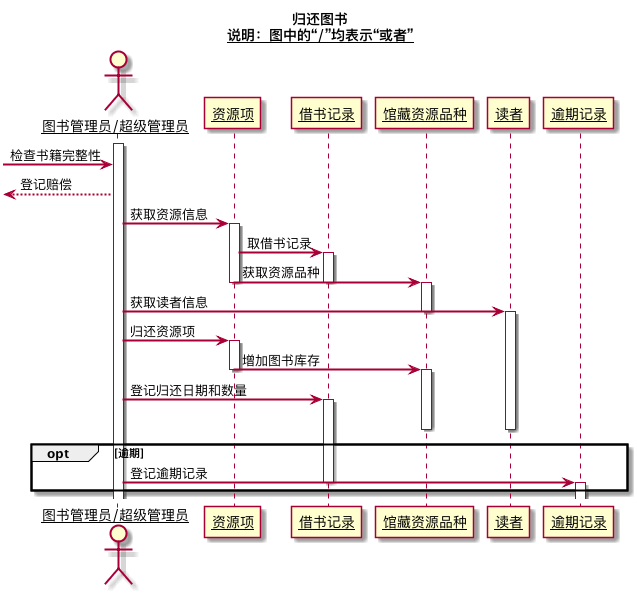 归还图书
说明：图中的“/”均表示“或者”
图书管理员/超级管理员
资源项
借书记录
馆藏资源品种
读者
逾期记录
检查书籍完整性
登记赔偿
获取资源信息
取借书记录
获取资源品种
获取读者信息
归还资源项
增加图书库存
登记归还日期和数量
opt [逾期]
登记逾期记录
图书管理员/超级管理员
资源项
借书记录
馆藏资源品种
读者
逾期记录